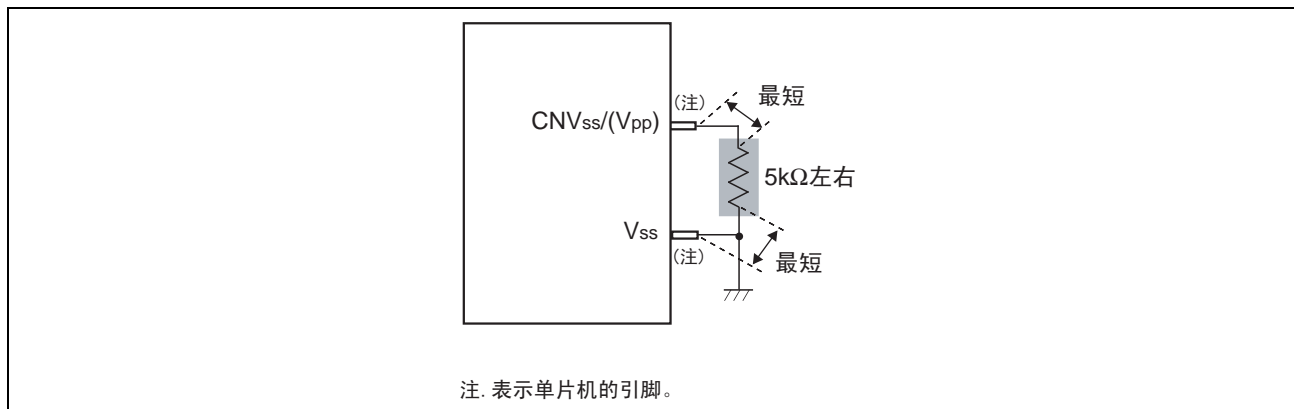 (注)
最短
CNVss/(Vpp)
5kΩ左右
Vss
(注)
最短
注. 表示单片机的引脚。